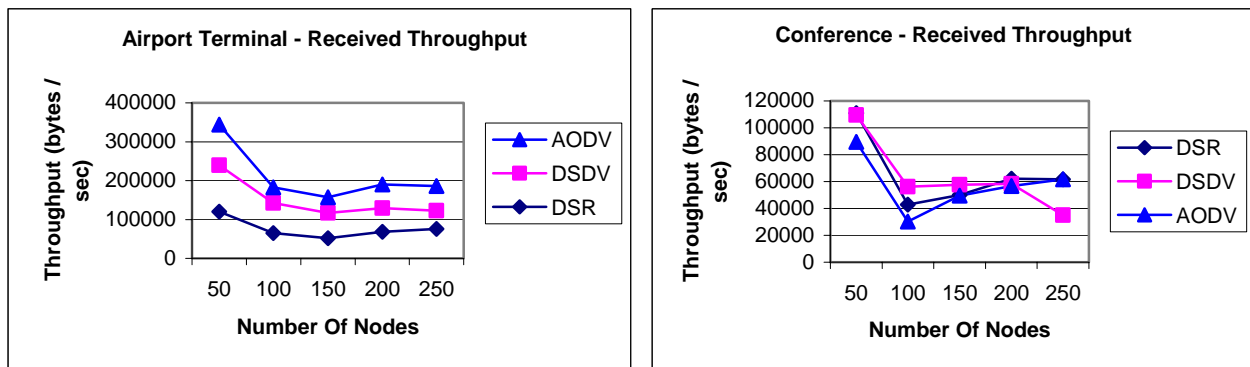 Airport Terminal - Received Throughput
Throughput (bytes / sec)
400000
300000
200000
100000
0
50 100 150 200 250
Number Of Nodes
AODV
DSDV
DSR
Conference - Received Throughput
Throughput (bytes / sec)
120000
100000
80000
60000
40000
20000
0
50 100 150 200 250
Number Of Nodes
DSR
DSDV
AODV